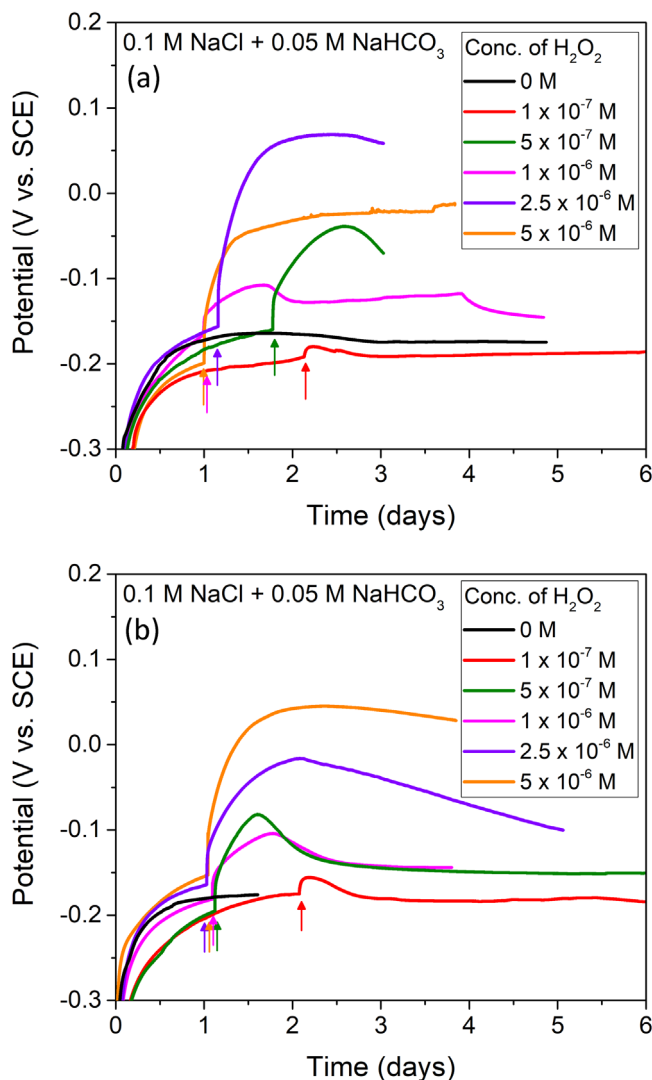 0.1 M NaCl + 0.05 M NaHCO₃
(a)
Conc. of H₂O₂
0 M
1 x 10⁻⁷ M
5 x 10⁻⁷ M
1 x 10⁻⁶ M
2.5 x 10⁻⁶ M
5 x 10⁻⁶ M
Potential (V vs. SCE)
0.2
0.1
0.0
-0.1
-0.2
-0.3
0 1 2 3 4 5 6
Time (days)
0.1 M NaCl + 0.05 M NaHCO₃
(b)
Conc. of H₂O₂
0 M
1 x 10⁻⁷ M
5 x 10⁻⁷ M
1 x 10⁻⁶ M
2.5 x 10⁻⁶ M
5 x 10⁻⁶ M
Potential (V vs. SCE)
0.2
0.1
0.0
-0.1
-0.2
-0.3
0 1 2 3 4 5 6
Time (days)